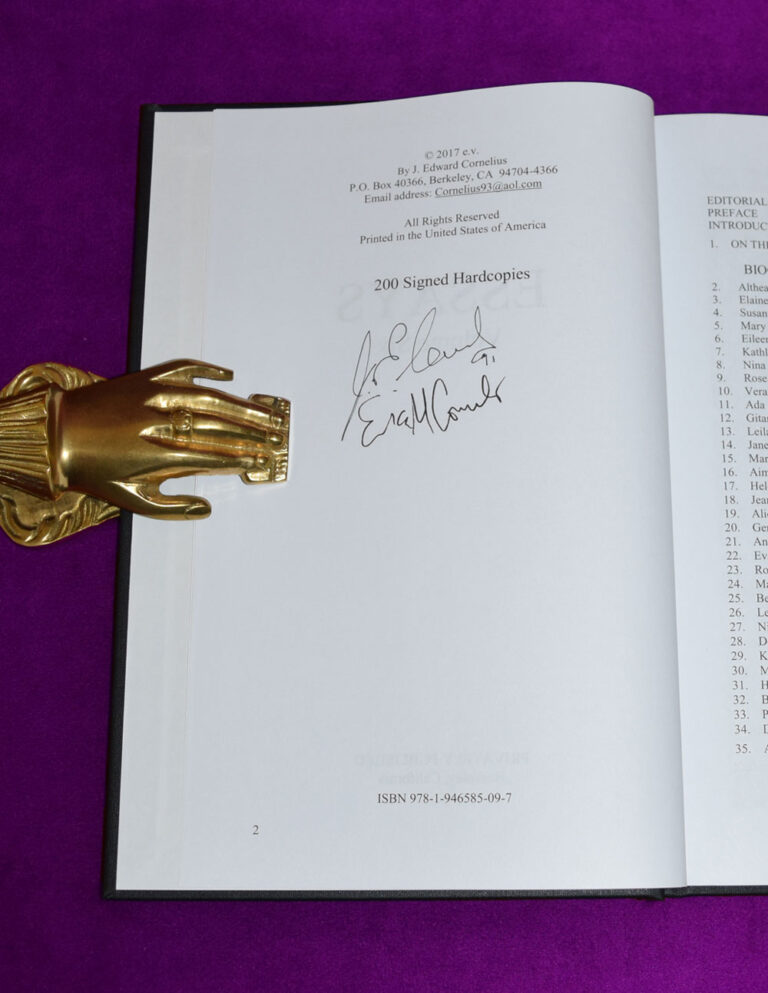 © 2017 e.v.
By J. Edward Cornelius
P.O. Box 40366, Berkeley, CA 94704-4366
Email address: Cornelius93@aol.com
All Rights Reserved
Printed in the United States of America
200 Signed Hardcopies
ISBN 978-1-946585-09-7
2
EDITORIAL
PREFACE
INTRODUC
1. ON TH
BIO
2. Althea
3. Elaine
4. Susan
5. Mary
6. Eileen
7. Kathl
8. Nina
9. Rose
10. Vera
11. Ada
12. Gita
13. Leila
14. Jane
15. Mar
16. Aim
17. Hel
18. Jean
19. Ali
20. Ger
21. An
22. Ev
23. Ro
24. Ma
25. Be
26. Le
27. Ni
28. D
29. K
30. M
31. H
32. B
33. P
34.
35.